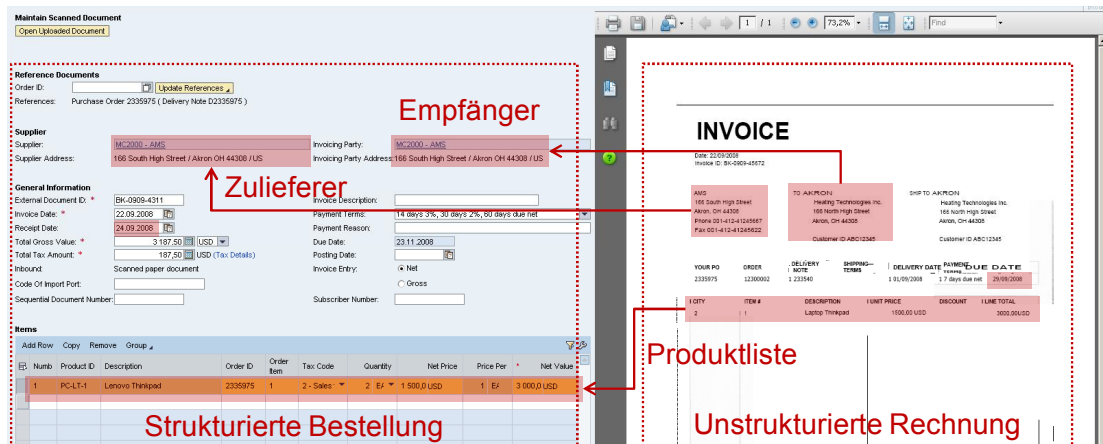 Maintain Scanned Document
Open Uploaded Document
Reference Documents
Order ID: Update References
References: Purchase Order 2335975 ( Delivery Note D2335975 )
Empfänger
Supplier
Supplier: MC2000 - AMS Invoicing Party: MC2000 - AMS
Supplier Address: 166 South High Street / Akron OH 44308 / US Invoicing Party Address: 166 South High Street / Akron OH 44308 / US
Zulieferer
General Information
External Document ID: * BK-0909-4311 Invoice Description:
Invoice Date: * 22.09.2008 Payment Terms: 14 days 3%, 30 days 2%, 60 days due net
Receipt Date: 24.09.2008 Payment Reason:
Total Gross Value: * 3 187,50 USD Due Date: 23.11.2008
Total Tax Amount: * 187,50 USD (Tax Details) Posting Date:
Inbound: Scanned paper document Invoice Entry: Net
Code Of Import Port: Gross
Sequential Document Number: Subscriber Number:
Items
Add Row Copy Remove Group
Numb Product ID Description Order ID Order Item Tax Code Quantity Net Price Price Per * Net Value
1 PC-LT-1 Lenovo Thinkpad 2335975 1 2 - Sales 2 EA 1 500,0 USD 1 EA 3 000,0 USD
Strukturierte Bestellung
1 / 1 73,2% Find
INVOICE
Date: 22/09/2008
Invoice ID: BK-0909-45672
AMS TO AKRON SHIP TO AKRON
166 South High Street Heating Technologies Inc. Heating Technologies Inc.
Akron, OH 44308 166 North High Street 166 North High Street
Phone 001-412-41245667 Akron, OH 44308 Akron, OH 44308
Fax 001-412-41245622
Customer ID ABC12345 Customer ID ABC12345
YOUR PO ORDER DELIVERY NOTE SHIPPING TERMS DELIVERY DATE PAYMENT TERMS DUE DATE
2335975 12300002 1 233540 1 01/09/2008 1 7 days due net 29/09/2008
I CITY ITEM # DESCRIPTION I UNIT PRICE DISCOUNT I LINE TOTAL
2 1 Laptop Thinkpad 1500,00 USD 3000,00USD
Produktliste
Unstrukturierte Rechnung